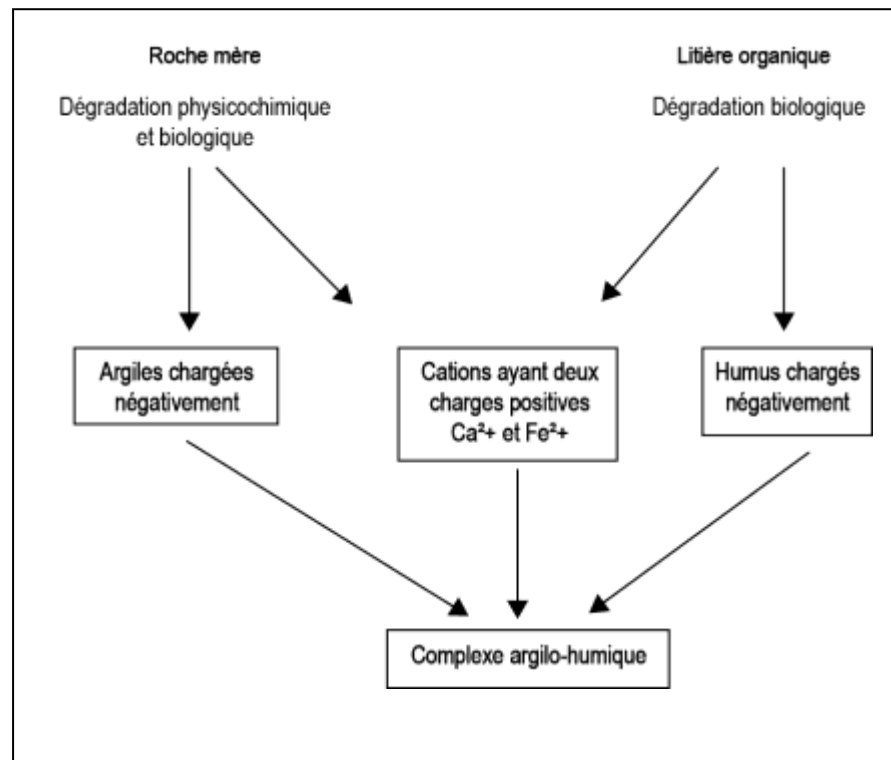 Roche mère
Litière organique
Dégradation physicochimique
et biologique
Dégradation biologique
Argiles chargées
négativement
Cations ayant deux
charges positives
Ca²+ et Fe²+
Humus chargés
négativement
Complexe argilo-humique